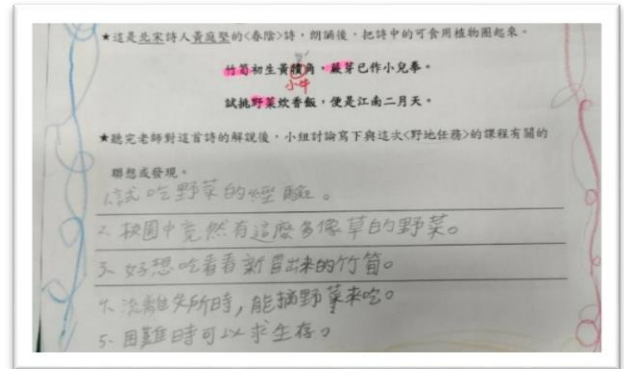 ★這是北宋詩人黃庭堅的<春陰>詩，朗誦後，把詩中的可食用植物圈起來。
竹筍初生黃犢角，蕨芽已作小兒拳。
小牛
試挑野菜炊香飯，便是江南二月天。
★聽完老師對這首詩的解說後，小組討論寫下與這次<野地任務>的課程有關的
聯想或發現。
1.試吃野菜的經驗。
2.校園中竟然有這麼多像草的野菜。
3.好想吃看看新冒出來的竹筍。
4.流離失所時，能摘野菜來吃。
5.困難時可以求生存。